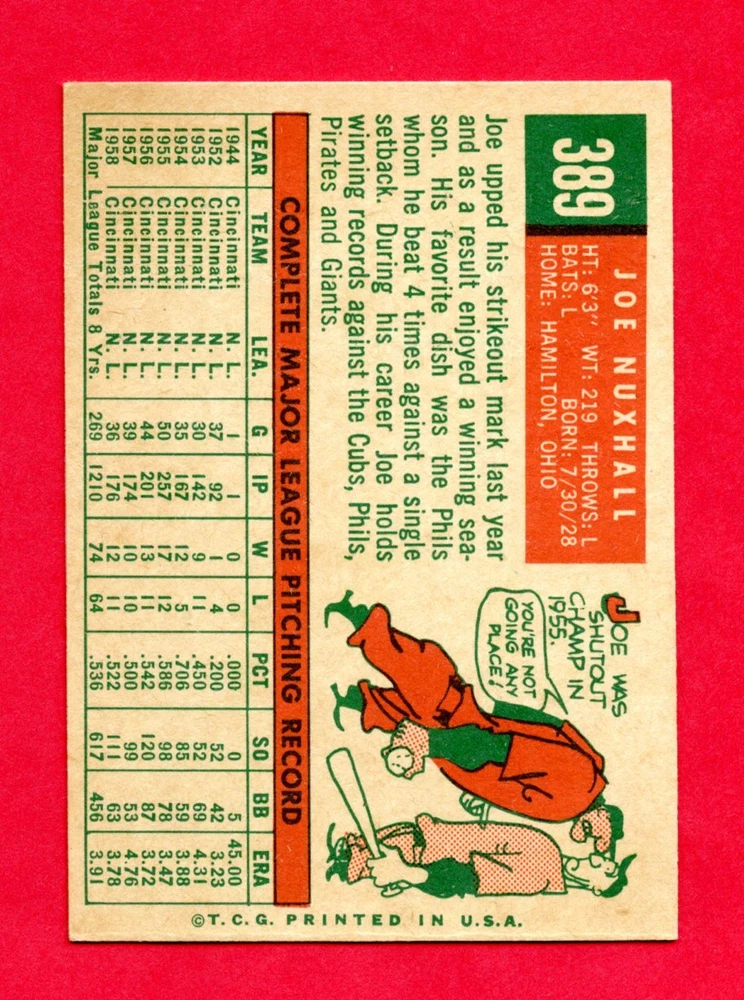 389
JOE NUXHALL
HT: 6'3" WT: 219 THROWS: L
BATS: L BORN: 7/30/28
HOME: HAMILTON, OHIO
Joe upped his strikeout mark last year
and as a result enjoyed a winning sea-
son. His favorite dish was the Phils
whom he beat 4 times against a single
setback. During his career Joe holds
winning records against the Cubs, Phils,
Pirates and Giants.
JOE WAS
SHUTOUT
CHAMP IN
1955.
YOU'RE NOT
GOING ANY
PLACE!
COMPLETE MAJOR LEAGUE PITCHING RECORD
YEAR TEAM LEA. G IP W L PCT SO BB ERA
1944 Cincinnati N. L. 1 1 0 0 .000 0 5 45.00
1952 Cincinnati N. L. 37 92 1 4 .200 52 42 3.23
1953 Cincinnati N. L. 30 142 9 11 .450 52 69 4.31
1954 Cincinnati N. L. 35 167 12 5 .706 85 59 3.88
1955 Cincinnati N. L. 50 257 17 12 .586 98 78 3.47
1956 Cincinnati N. L. 44 201 13 11 .542 120 87 3.72
1957 Cincinnati N. L. 39 174 10 10 .500 99 53 4.76
1958 Cincinnati N. L. 36 176 12 11 .522 111 63 3.78
Major League Totals 8 Yrs. 269 1210 74 64 .536 617 456 3.91
©T.C.G. PRINTED IN U.S.A.